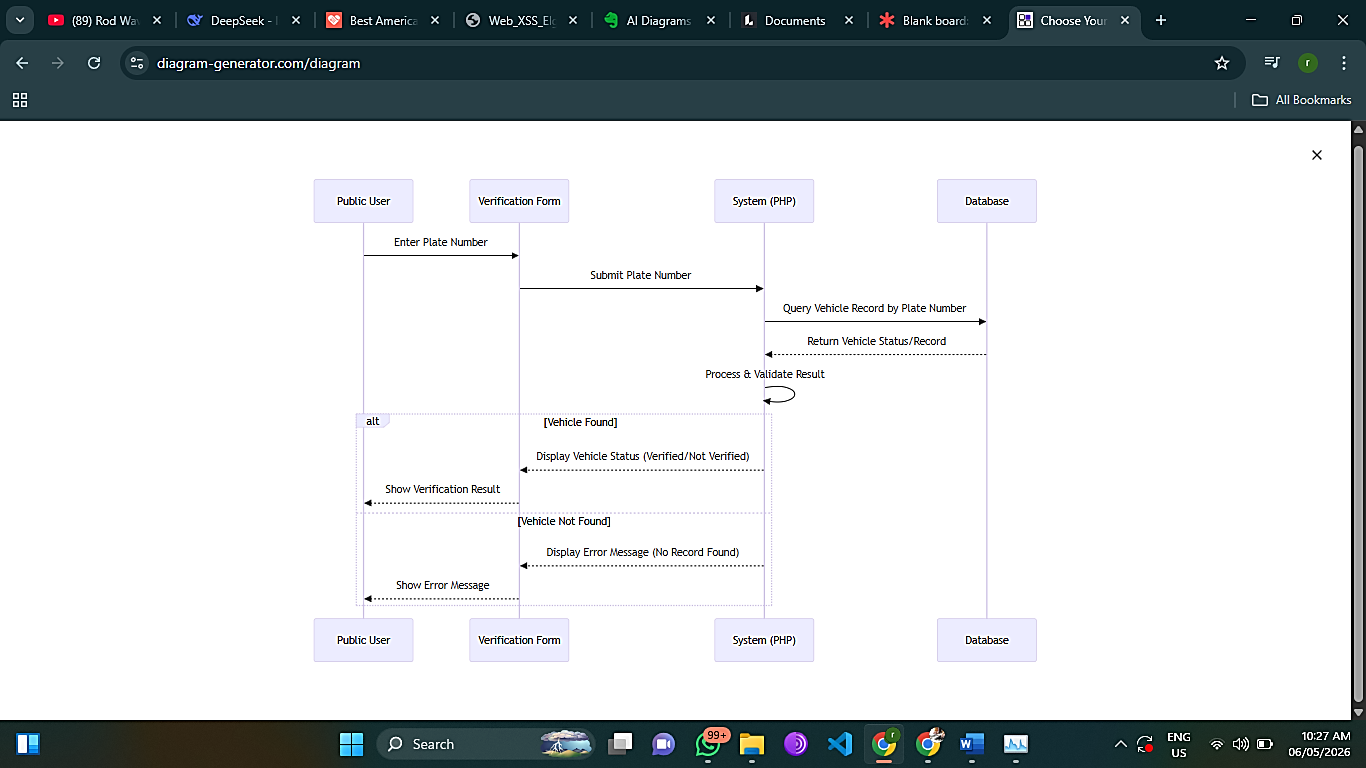 (89) Rod Wav
DeepSeek -
Best America
Web_XSS_Elg
AI Diagrams
Documents
Blank board
Choose Your
diagram-generator.com/diagram
r
All Bookmarks
Public User
Verification Form
System (PHP)
Database
Enter Plate Number
Submit Plate Number
Query Vehicle Record by Plate Number
Return Vehicle Status/Record
Process & Validate Result
alt
[Vehicle Found]
Display Vehicle Status (Verified/Not Verified)
Show Verification Result
[Vehicle Not Found]
Display Error Message (No Record Found)
Show Error Message
Public User
Verification Form
System (PHP)
Database
Search
99+
r
ENG
US
10:27 AM
06/05/2026